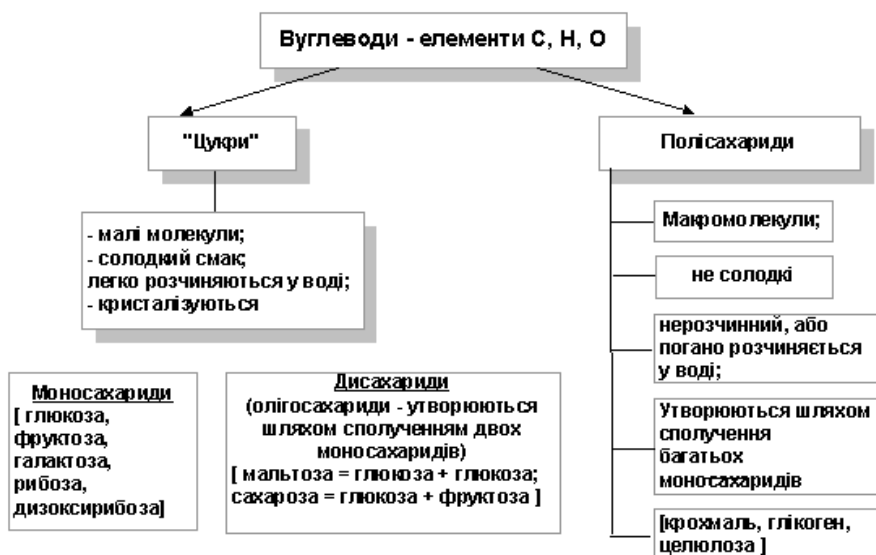 Вуглеводи - елементи С, Н, О
"Цукри"
- малі молекули;
- солодкий смак;
легко розчиняються у воді;
- кристалізуються
Моносахариди
[ глюкоза,
фруктоза,
галактоза,
рибоза,
дизоксирибоза]
Дисахариди
(олігосахариди - утворюються
шляхом сполученням двох
моносахаридів)
[ мальтоза = глюкоза + глюкоза;
сахароза = глюкоза + фруктоза ]
Полісахариди
Макромолекули;
не солодкі
нерозчинний, або
погано розчиняється
у воді;
Утворюються шляхом
сполучення
багатьох
моносахаридів
[крохмаль, глікоген,
целюлоза ]